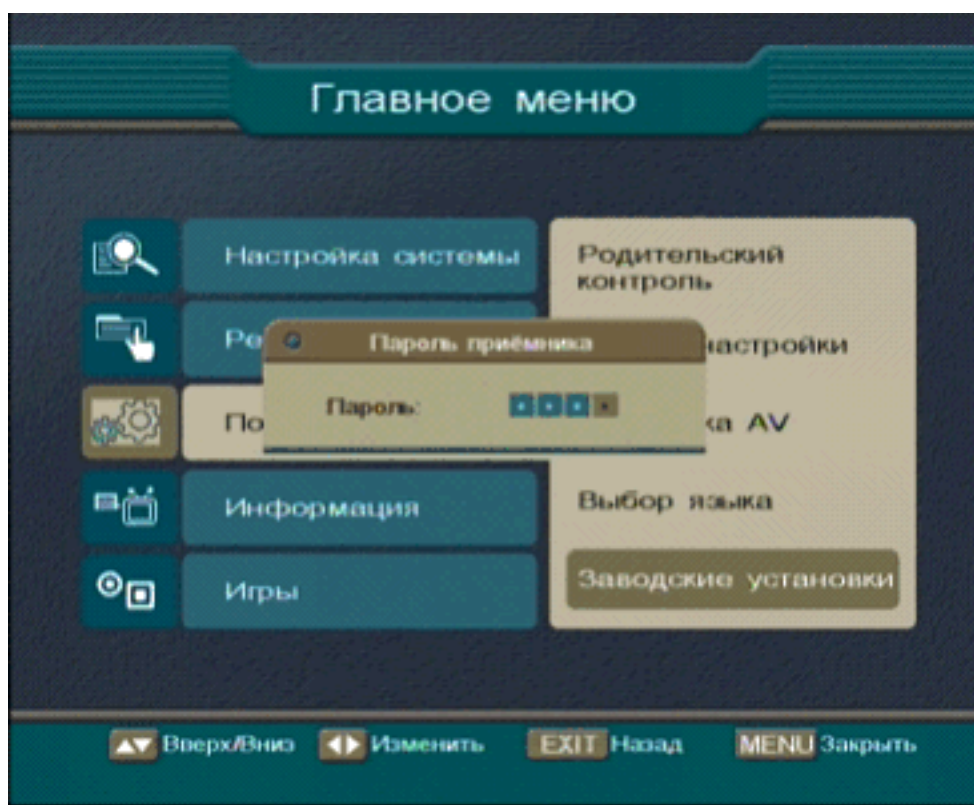 Главное меню
Настройка системы
Родительский
контроль
Ре
Пароль приёмника
настройки
Пароль:
По
ка AV
Информация
Выбор языка
Игры
Заводские установки
Вверх/Вниз
Изменить
EXIT Назад
MENU Закрыть